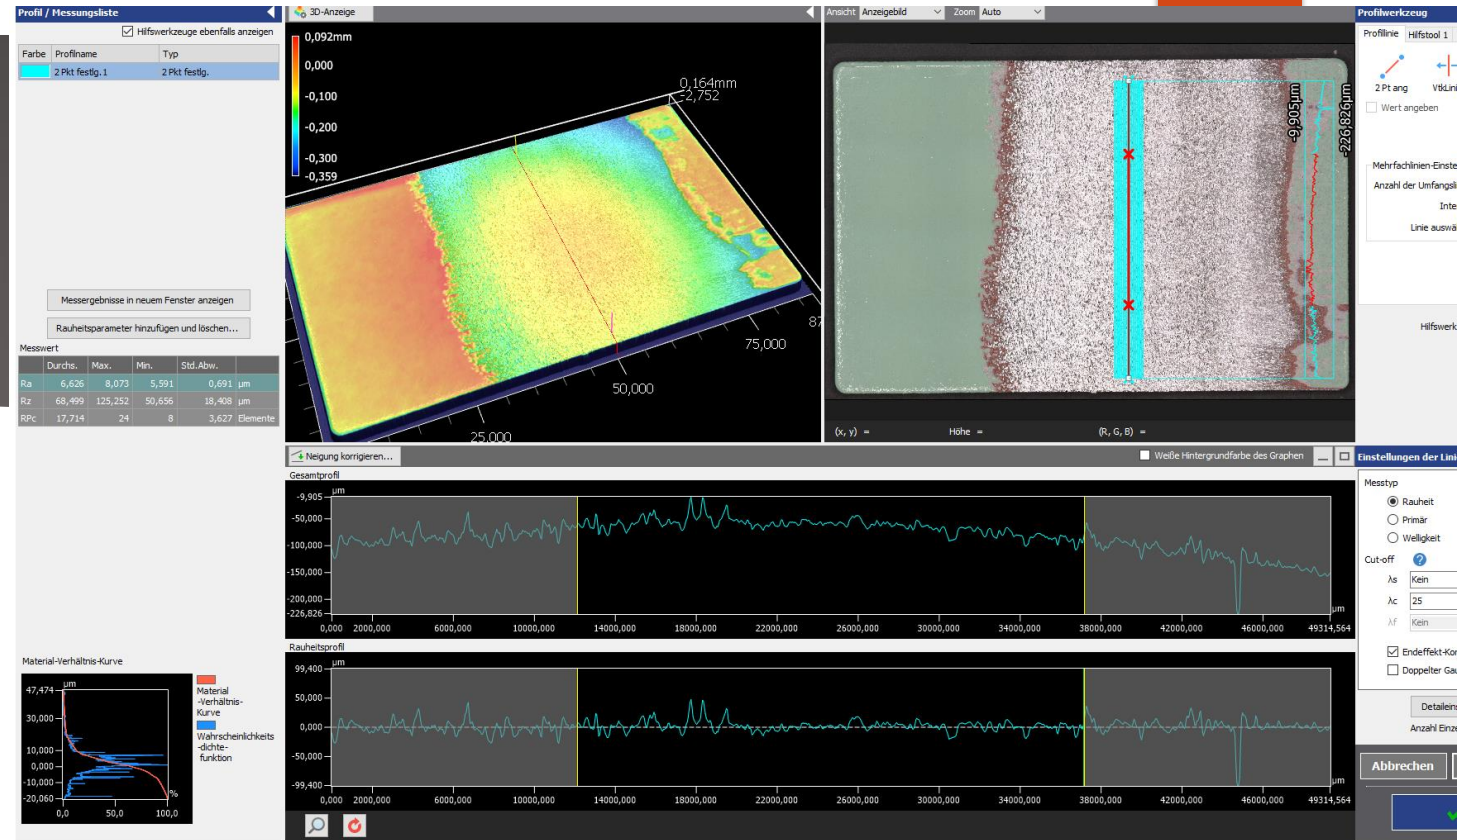 Profil / Messungsliste
Hilfswerkzeuge ebenfalls anzeigen
Farbe Profilname Typ
2 Pkt festlg.1 2 Pkt festlg.
Messergebnisse in neuem Fenster anzeigen
Rauheitsparameter hinzufügen und löschen...
Messwert
Durchs. Max. Min. Std.Abw.
Ra 6,626 8,073 5,591 0,691 µm
Rz 68,499 125,252 50,656 18,408 µm
RPc 17,714 24 8 3,627 Elemente
Material-Verhältnis-Kurve
µm
47,474
30,000
10,000
0,000
-10,000
-20,060
%
0,0 50,0 100,0
Material
-Verhältnis-
Kurve
Wahrscheinlichkeits
-dichte-
funktion
3D-Anzeige
0,092mm
0,000
-0,100
-0,200
-0,300
-0,359
0,164mm
-2,752
87
75,000
50,000
25,000
Ansicht Anzeigebild Zoom Auto
-9,905µm
-226,826µm
(x, y) = Höhe = (R, G, B) =
Neigung korrigieren...
Weiße Hintergrundfarbe des Graphen
Gesamtprofil
µm
-9,905
-50,000
-100,000
-150,000
-200,000
-226,826
µm
0,000 2000,000 6000,000 10000,000 14000,000 18000,000 22000,000 26000,000 30000,000 34000,000 38000,000 42000,000 46000,000 49314,564
Rauheitsprofil
µm
99,400
50,000
0,000
-50,000
-99,400
µm
0,000 2000,000 6000,000 10000,000 14000,000 18000,000 22000,000 26000,000 30000,000 34000,000 38000,000 42000,000 46000,000 49314,564
Profilwerkzeug
Profillinie Hilfstool 1
2 Pt ang VtkLini
Wert angeben
Mehrfachlinien-Einste
Anzahl der Umfangsli
Inte
Linie auswäl
Hilfswerk
Einstellungen der Lini
Messtyp
Rauheit
Primär
Welligkeit
Cut-off ?
λs Kein
λc 25
λf Kein
Endeffekt-Kor
Doppelter Gau
Detaileins
Anzahl Einze
Abbrechen